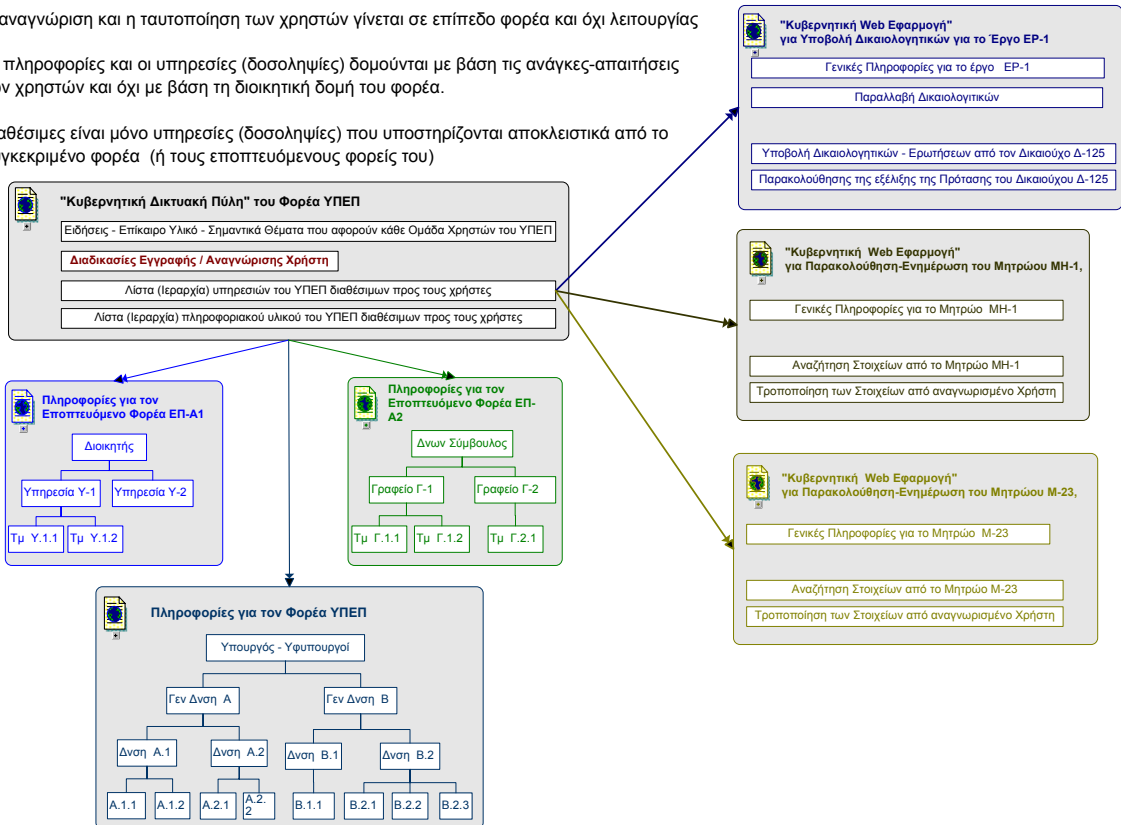 αναγνώριση και η ταυτοποίηση των χρηστών γίνεται σε επίπεδο φορέα και όχι λειτουργίας
πληροφορίες και οι υπηρεσίες (δοσοληψίες) δομούνται με βάση τις ανάγκες-απαιτήσεις
ων χρηστών και όχι με βάση τη διοικητική δομή του φορέα.
αθέσιμες είναι μόνο υπηρεσίες (δοσοληψίες) που υποστηρίζονται αποκλειστικά από το
υγκεκριμένο φορέα (ή τους εποπτευόμενους φορείς του)
"Κυβερνητική Δικτυακή Πύλη" του Φορέα ΥΠΕΠ
Ειδήσεις - Επίκαιρο Υλικό - Σημαντικά Θέματα που αφορούν κάθε Ομάδα Χρηστών του ΥΠΕΠ
Διαδικασίες Εγγραφής / Αναγνώρισης Χρήστη
Λίστα (Ιεραρχία) υπηρεσιών του ΥΠΕΠ διαθέσιμων προς τους χρήστες
Λίστα (Ιεραρχία) πληροφοριακού υλικού του ΥΠΕΠ διαθέσιμων προς τους χρήστες
"Κυβερνητική Web Εφαρμογή"
για Υποβολή Δικαιολογητικών για το Έργο ΕΡ-1
Γενικές Πληροφορίες για το έργο ΕΡ-1
Παραλλαβή Δικαιολογιτικών
Υποβολή Δικαιολογητικών - Ερωτήσεων από τον Δικαιούχο Δ-125
Παρακολούθησης της εξέλιξης της Πρότασης του Δικαιούχου Δ-125
"Κυβερνητική Web Εφαρμογή"
για Παρακολούθηση-Ενημέρωση του Μητρώου ΜΗ-1,
Γενικές Πληροφορίες για το Μητρώο ΜΗ-1
Αναζήτηση Στοιχείων από το Μητρώο ΜΗ-1
Τροποποίηση των Στοιχείων από αναγνωρισμένο Χρήστη
"Κυβερνητική Web Εφαρμογή"
για Παρακολούθηση-Ενημέρωση του Μητρώου Μ-23,
Γενικές Πληροφορίες για το Μητρώο Μ-23
Αναζήτηση Στοιχείων από το Μητρώο Μ-23
Τροποποίηση των Στοιχείων από αναγνωρισμένο Χρήστη
Πληροφορίες για τον
Εποπτευόμενο Φορέα ΕΠ-Α1
Διοικητής
Υπηρεσία Υ-1 Υπηρεσία Υ-2
Τμ Υ.1.1 Τμ Υ.1.2
Πληροφορίες για τον
Εποπτευόμενο Φορέα ΕΠ-
Α2
Δνων Σύμβουλος
Γραφείο Γ-1 Γραφείο Γ-2
Τμ Γ.1.1 Τμ Γ.1.2 Τμ Γ.2.1
Πληροφορίες για τον Φορέα ΥΠΕΠ
Υπουργός - Υφυπουργοί
Γεν Δνση Α Γεν Δνση Β
Δνση Α.1 Δνση Α.2 Δνση Β.1 Δνση Β.2
Α.1.1 Α.1.2 Α.2.1 Α.2. Β.1.1 Β.2.1 Β.2.2 Β.2.3
2